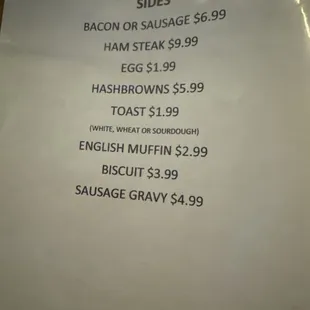 SIDES
BACON OR SAUSAGE $6.99
HAM STEAK $9.99
EGG $1.99
HASHBROWNS $5.99
TOAST $1.99
(WHITE, WHEAT OR SOURDOUGH)
ENGLISH MUFFIN $2.99
BISCUIT $3.99
SAUSAGE GRAVY $4.99